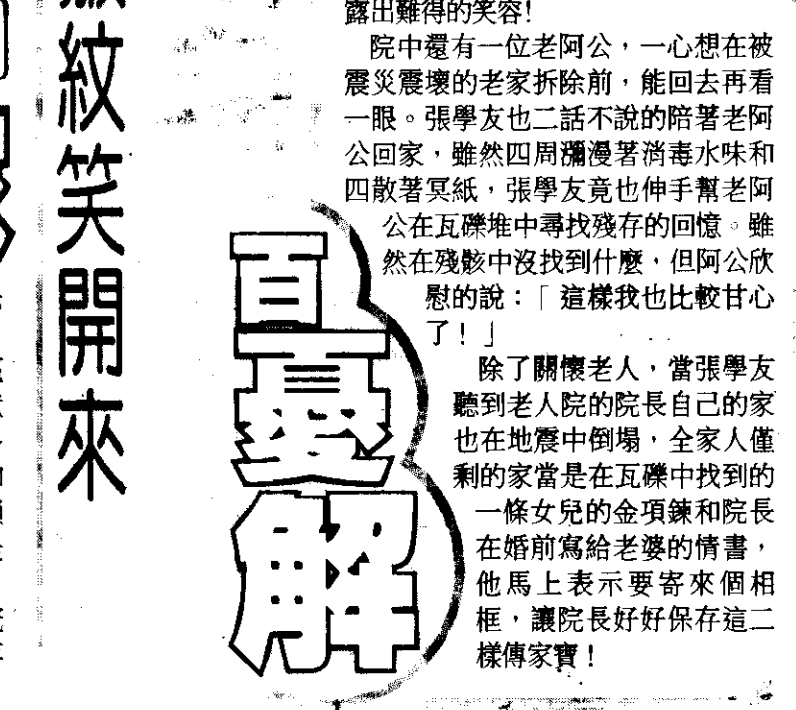 紋笑開來
百憂解
露出難得的笑容!
院中還有一位老阿公，一心想在被
震災震壞的老家拆除前，能回去再看
一眼。張學友也二話不說的陪著老阿
公回家，雖然四周瀰漫著消毒水味和
四散著冥紙，張學友竟也伸手幫老阿
公在瓦礫堆中尋找殘存的回憶。雖
然在殘骸中沒找到什麼，但阿公欣
慰的說：「這樣我也比較甘心
了！」
除了關懷老人，當張學友
聽到老人院的院長自己的家
也在地震中倒塌，全家人僅
剩的家當是在瓦礫中找到的
一條女兒的金項鍊和院長
在婚前寫給老婆的情書，
他馬上表示要寄來個相
框，讓院長好好保存這二
樣傳家寶！